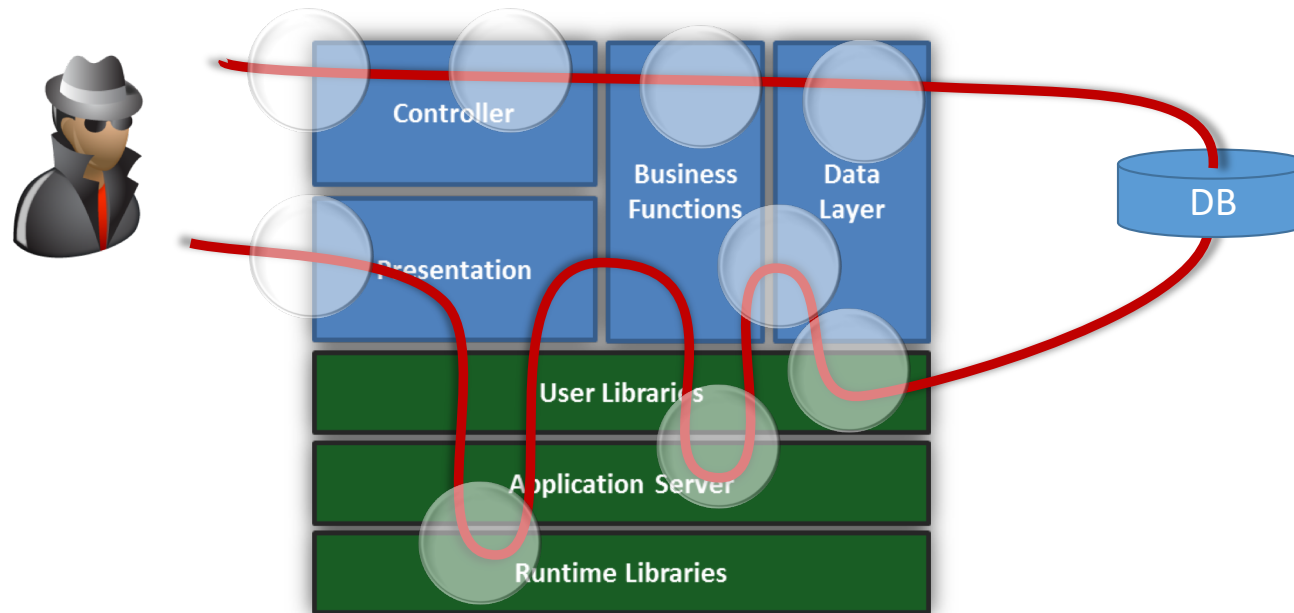 Controller
Business
Functions
Data
Layer
DB
Presentation
User Libraries
Application Server
Runtime Libraries